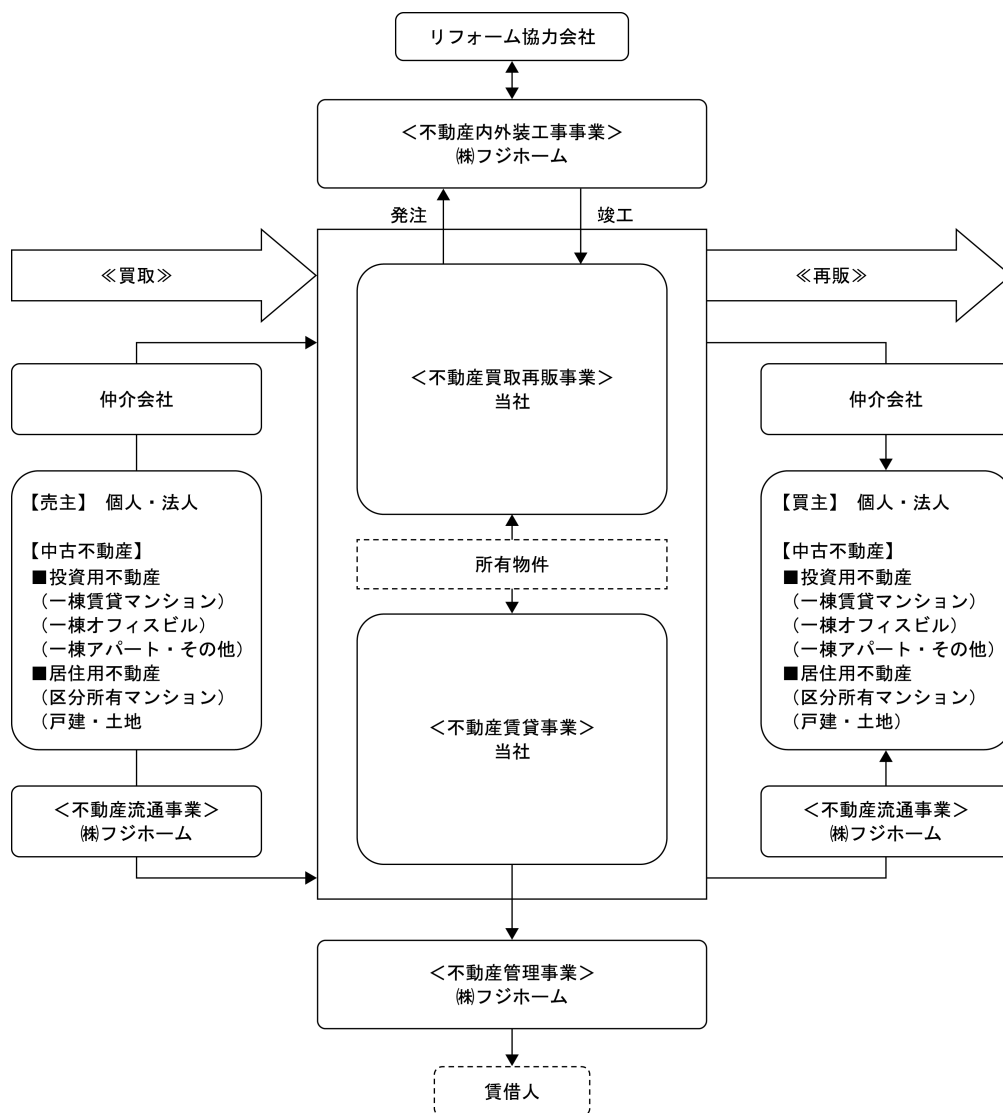 リフォーム協力会社
＜不動産内外装工事事業＞
㈱フジホーム
発注
竣工
≪買取≫
≪再販≫
＜不動産買取再販事業＞
当社
仲介会社
仲介会社
【売主】 個人・法人
【中古不動産】
■投資用不動産
（一棟賃貸マンション）
（一棟オフィスビル）
（一棟アパート・その他）
■居住用不動産
（区分所有マンション）
（戸建・土地
所有物件
【買主】 個人・法人
【中古不動産】
■投資用不動産
（一棟賃貸マンション）
（一棟オフィスビル）
（一棟アパート・その他）
■居住用不動産
（区分所有マンション）
（戸建・土地）
＜不動産賃貸事業＞
当社
＜不動産流通事業＞
㈱フジホーム
＜不動産流通事業＞
㈱フジホーム
＜不動産管理事業＞
㈱フジホーム
賃借人